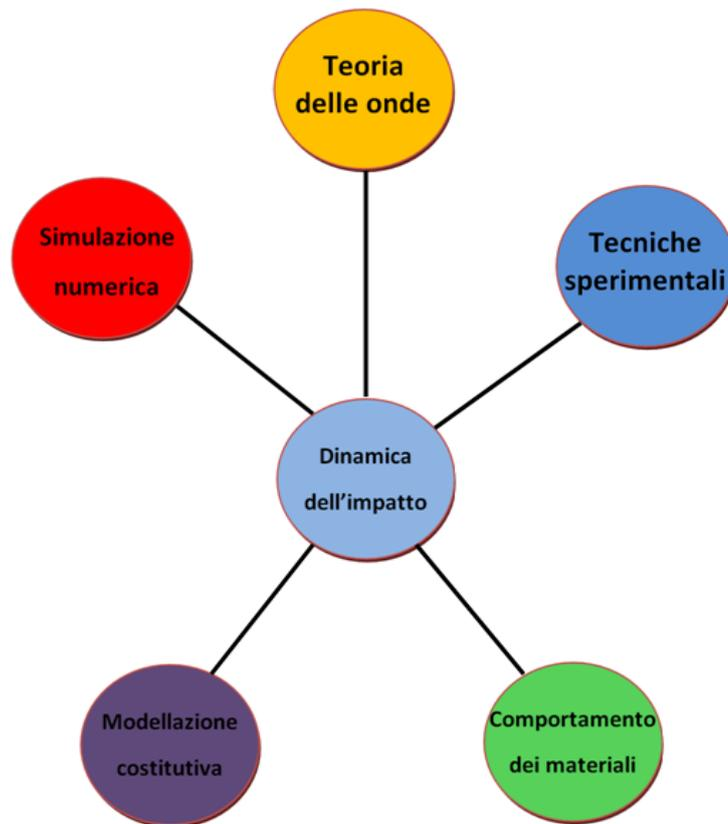 Teoria
delle onde
Simulazione
numerica
Tecniche
sperimentali
Dinamica
dell’impatto
Modellazione
costitutiva
Comportamento
dei materiali